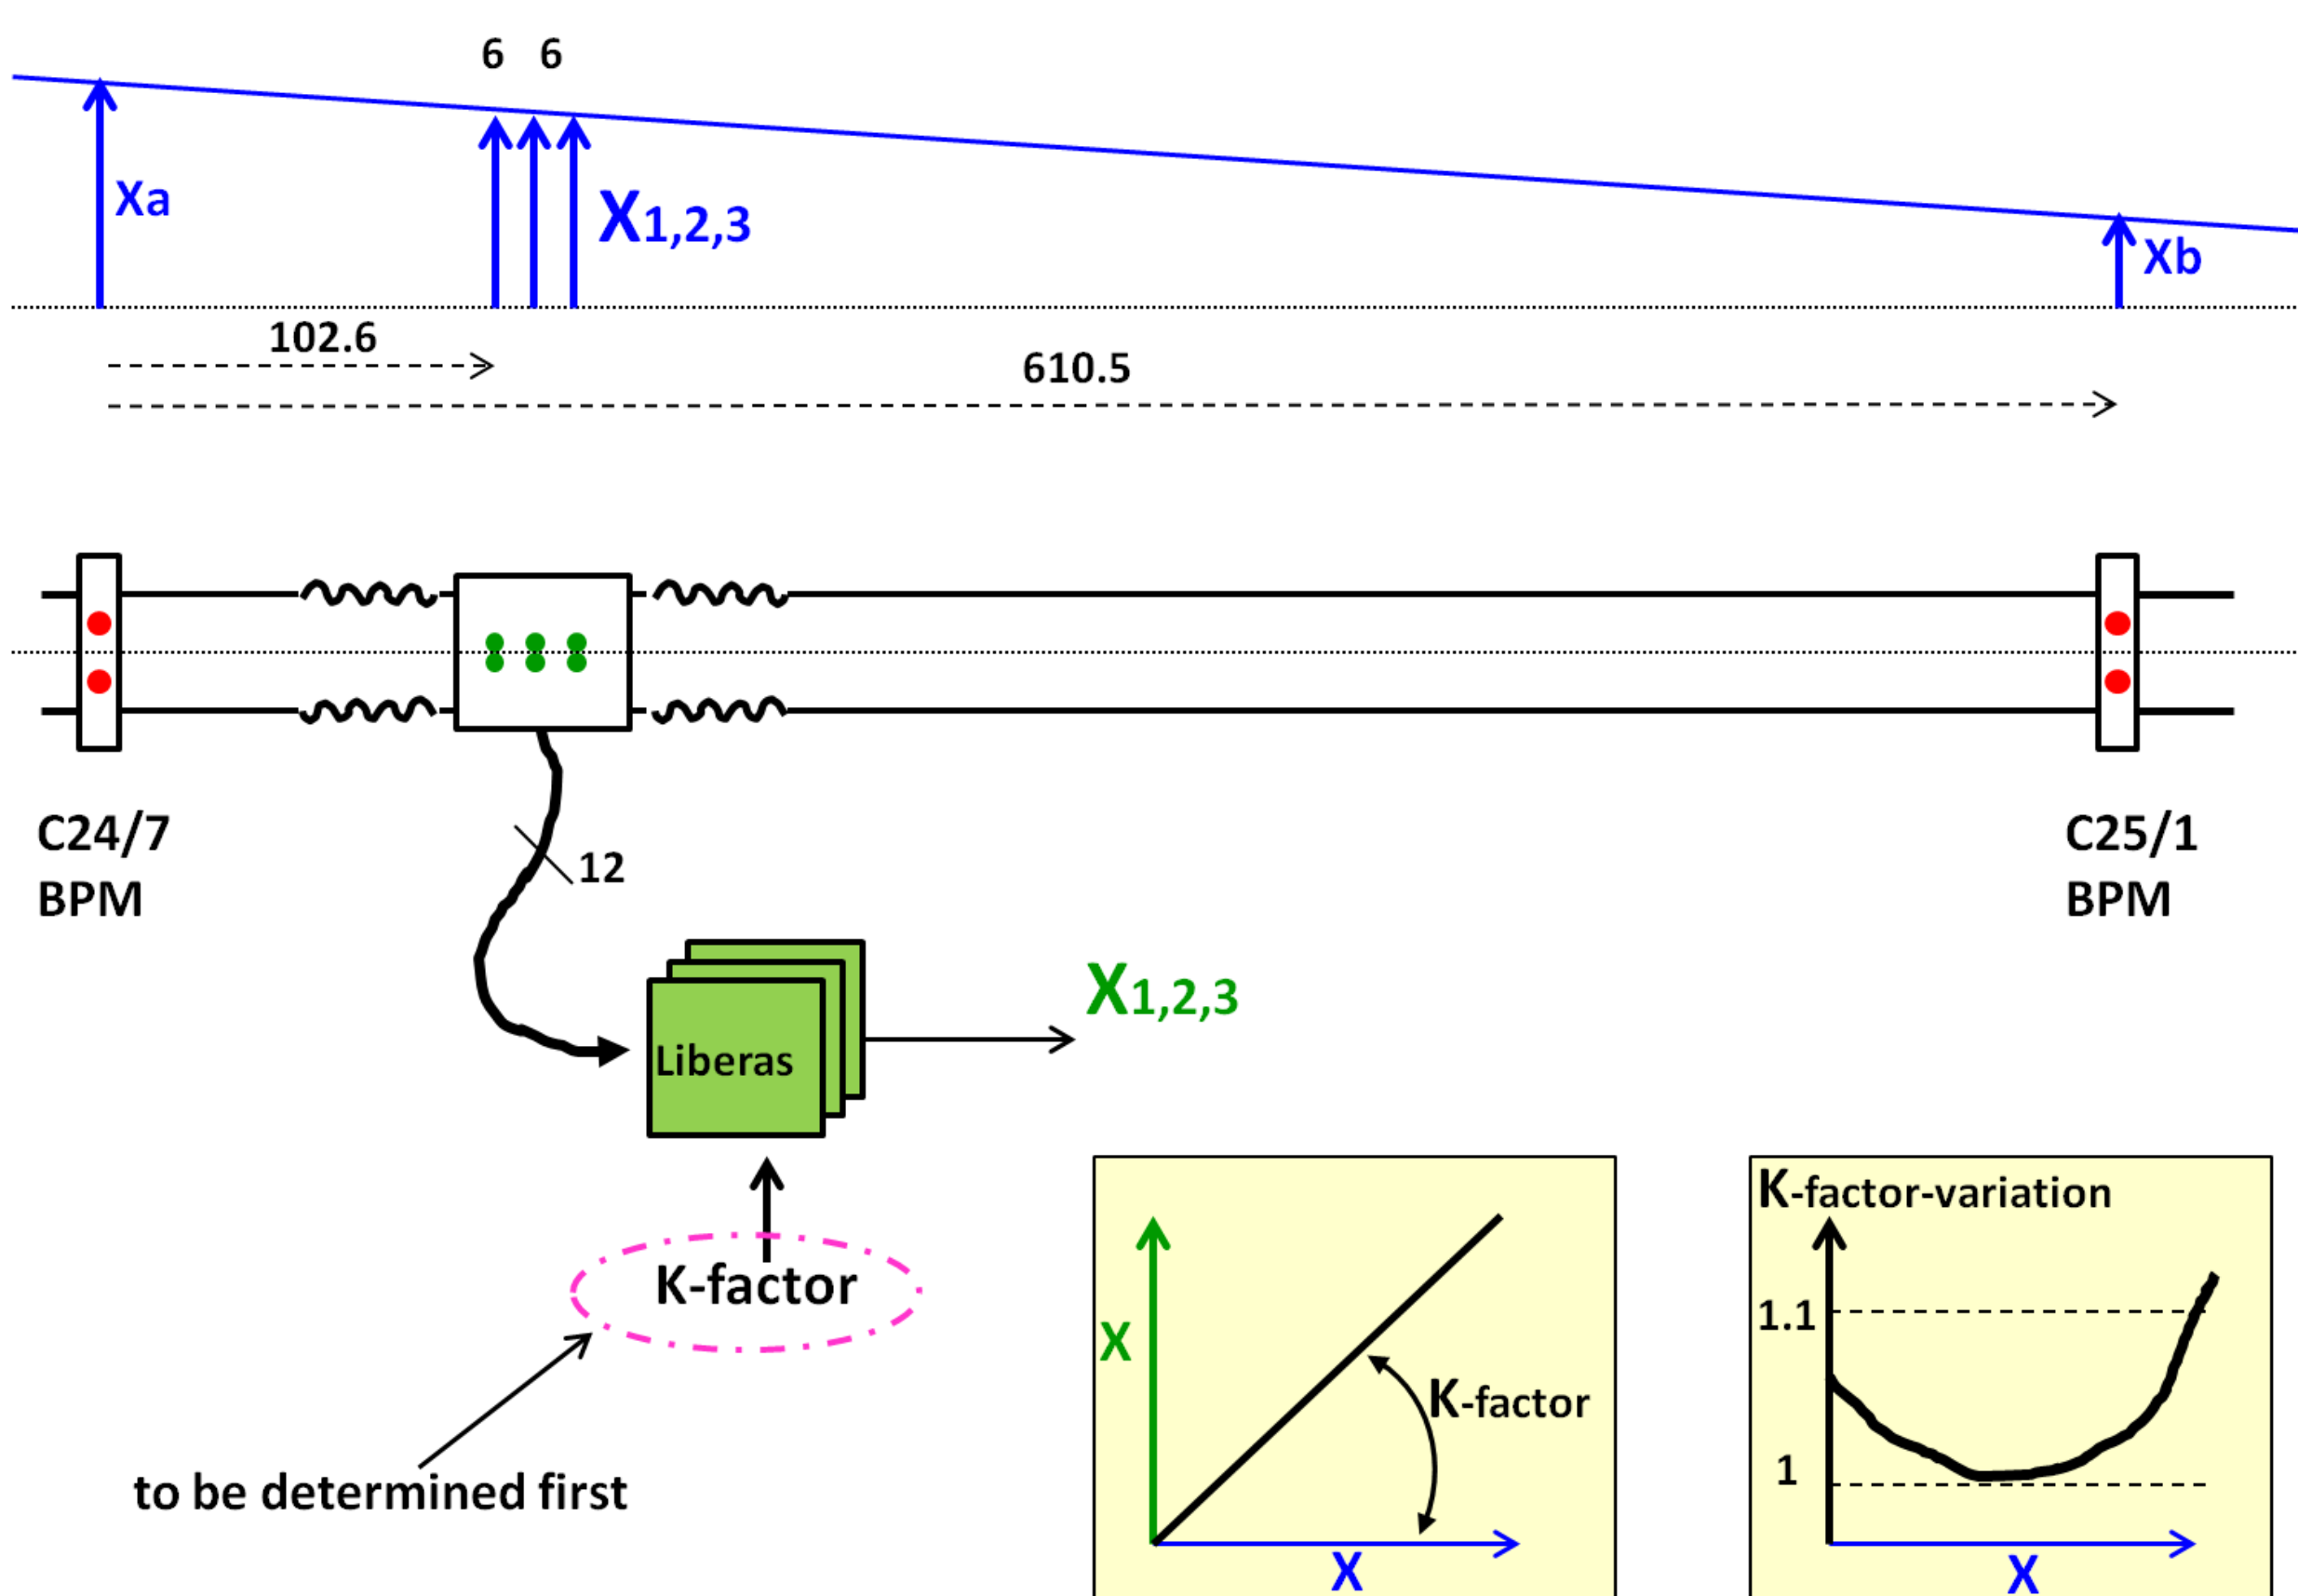 6 6
Xa
X1,2,3
Xb
102.6
610.5
C24/7
BPM
C25/1
BPM
12
X1,2,3
Liberas
K-factor
to be determined first
X
K-factor
X
K-factor-variation
1.1
1
X